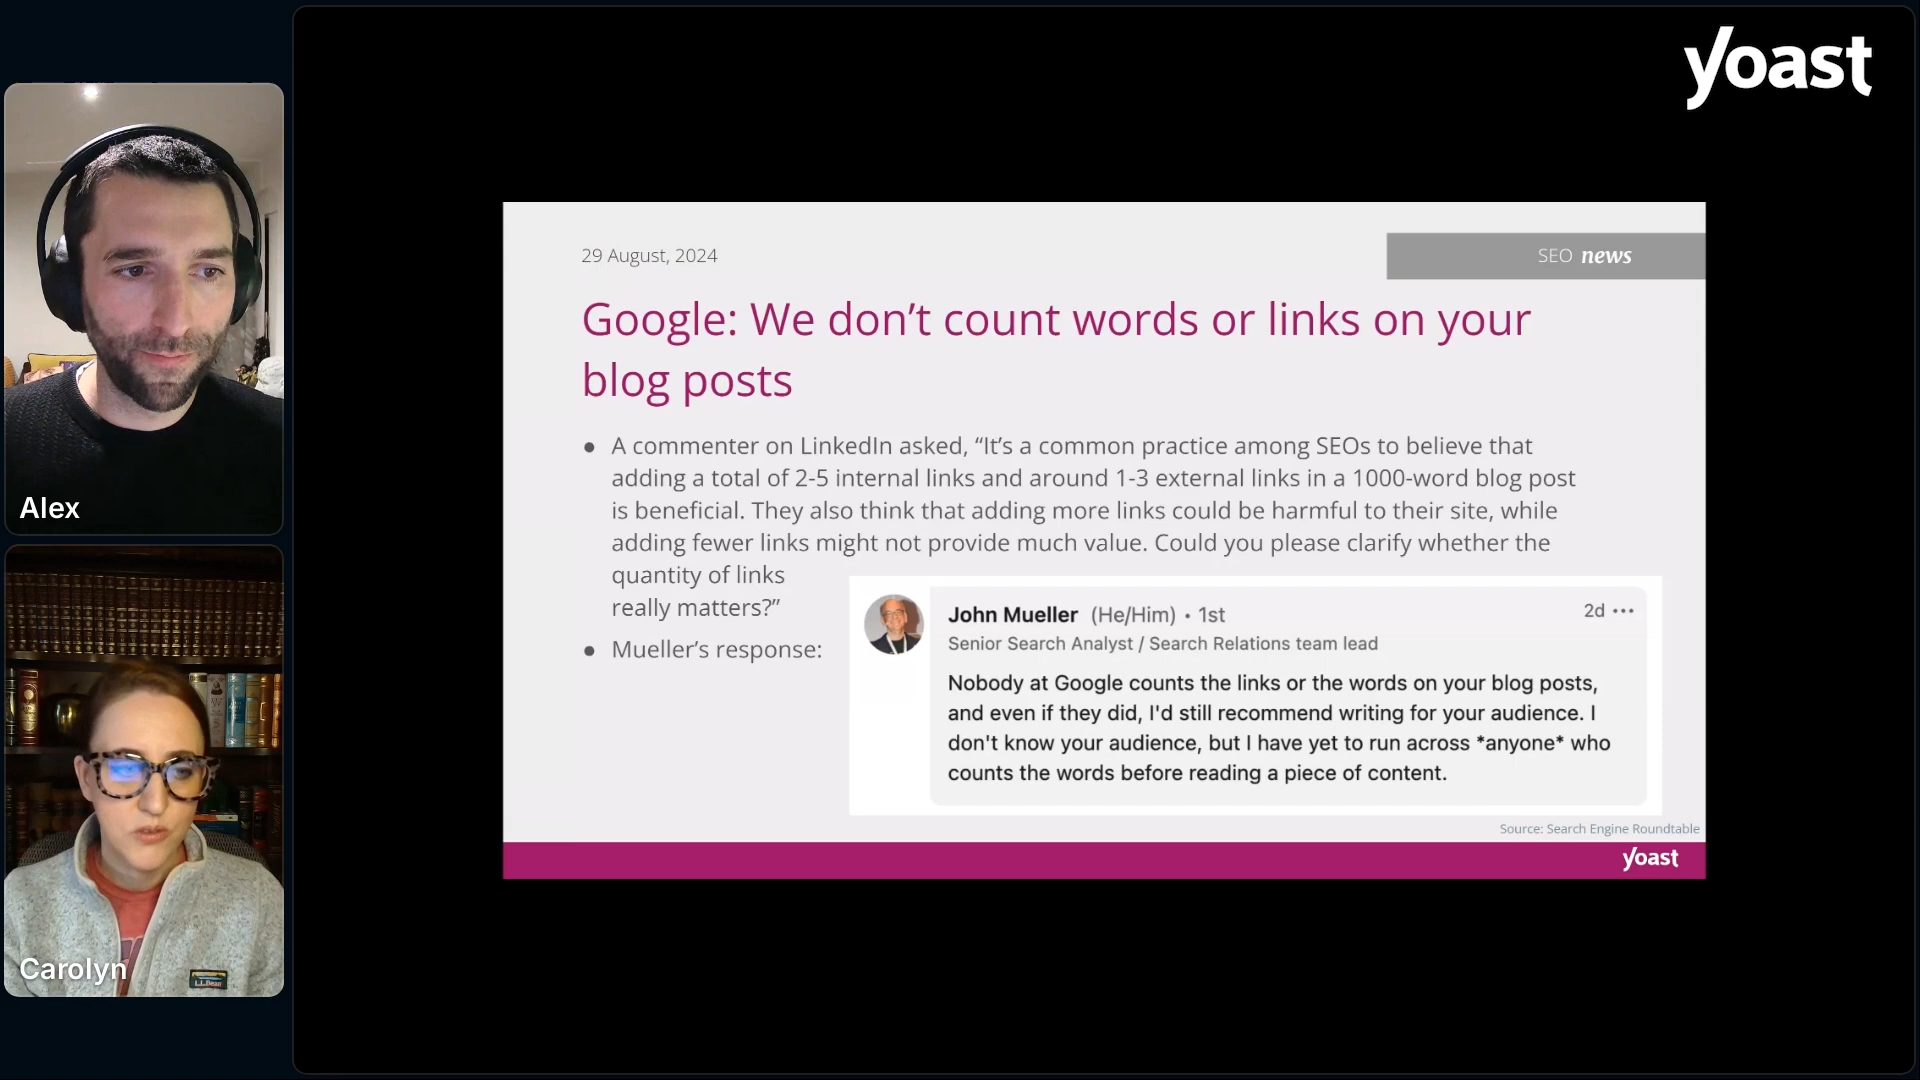 yoast
Alex
Carolyn
L.L.Bean
29 August, 2024
SEO news
Google: We don’t count words or links on your
blog posts
● A commenter on LinkedIn asked, “It’s a common practice among SEOs to believe that
adding a total of 2-5 internal links and around 1-3 external links in a 1000-word blog post
is beneficial. They also think that adding more links could be harmful to their site, while
adding fewer links might not provide much value. Could you please clarify whether the
quantity of links
really matters?”
● Mueller’s response:
John Mueller (He/Him) • 1st
2d •••
Senior Search Analyst / Search Relations team lead
Nobody at Google counts the links or the words on your blog posts,
and even if they did, I'd still recommend writing for your audience. I
don't know your audience, but I have yet to run across *anyone* who
counts the words before reading a piece of content.
Source: Search Engine Roundtable
yoast